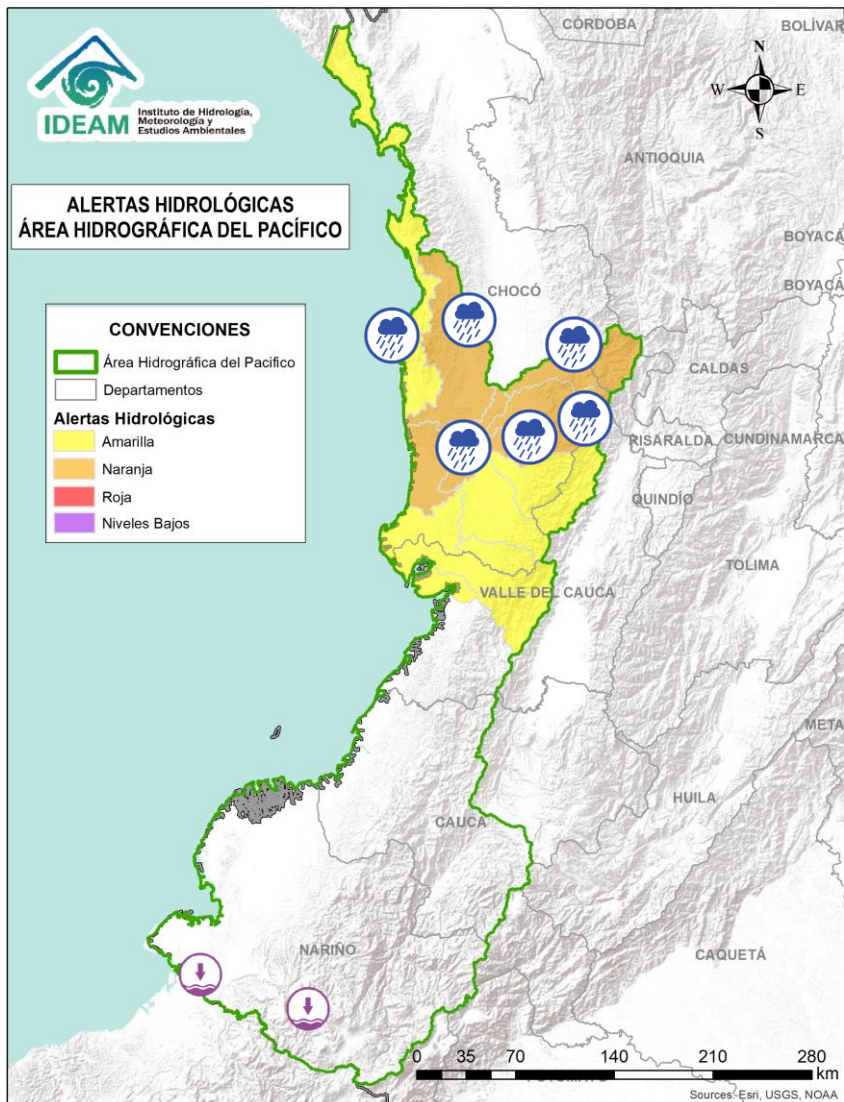 IDEAM
Instituto de Hidrología,
Meteorología y
Estudios Ambientales
ALERTAS HIDROLÓGICAS
ÁREA HIDROGRÁFICA DEL PACÍFICO
CONVENCIONES
Área Hidrográfica del Pacifico
Departamentos
Alertas Hidrológicas
Amarilla
Naranja
Roja
Niveles Bajos
N
W
E
S
CÓRDOBA
BOLÍVAR
ANTIOQUIA
BOYACÁ
BOYACÁ
CHOCÓ
CALDAS
RISARALDA
CUNDINAMARCA
QUINDÍO
TOLIMA
VALLE DEL CAUCA
META
HUILA
CAUCA
NARIÑO
CAQUETÁ
0 35 70 140 210 280
km
Sources: Esri, USGS, NOAA